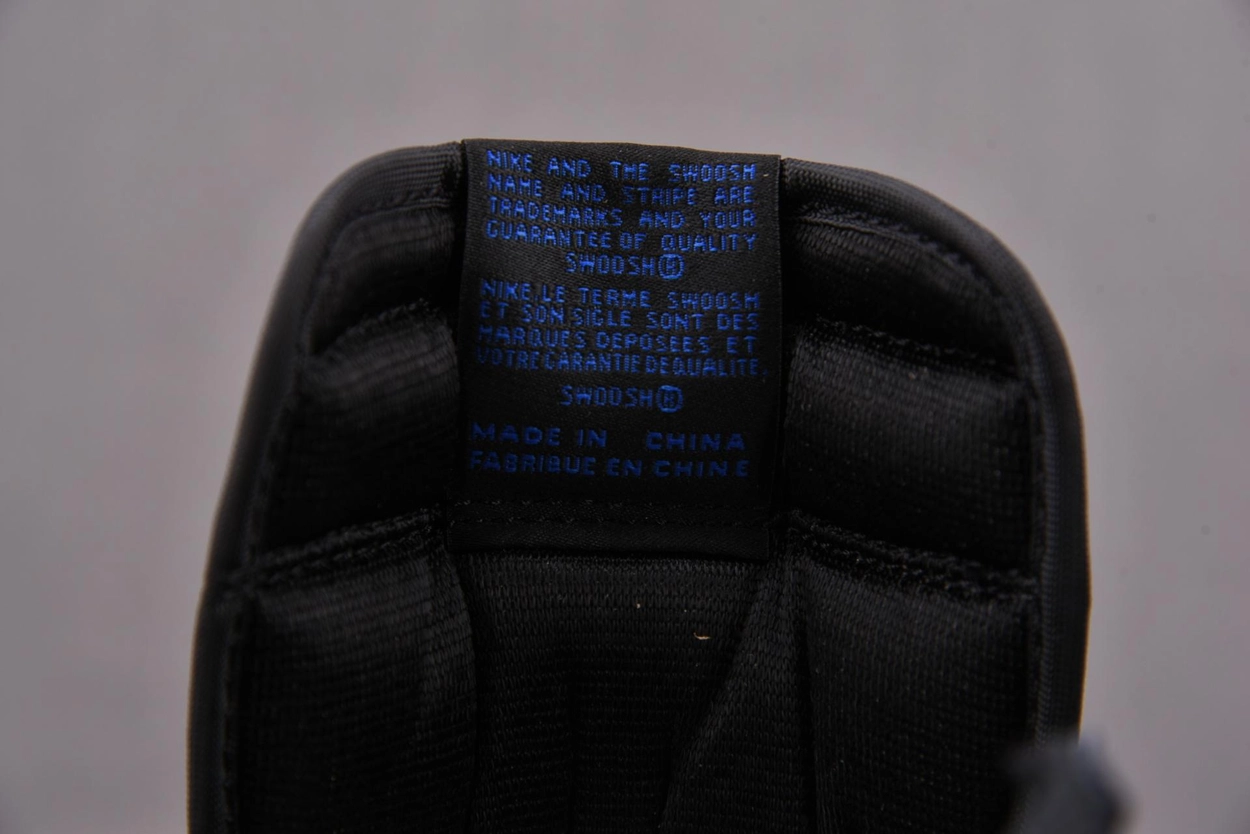 NIKE AND THE SWOOSH
NAME AND STRIPE ARE
TRADEMARKS AND YOUR
GUARANTEE OF QUALITY
SWOOSH®
NIKE,LE TERME SWOOSH
ET SON SIGLE SONT DES
MARQUES DEPOSEES ET
VOTRE GARANTIE DE QUALITE.
SWOOSH®
MADE IN CHINA
FABRIQUE EN CHINE